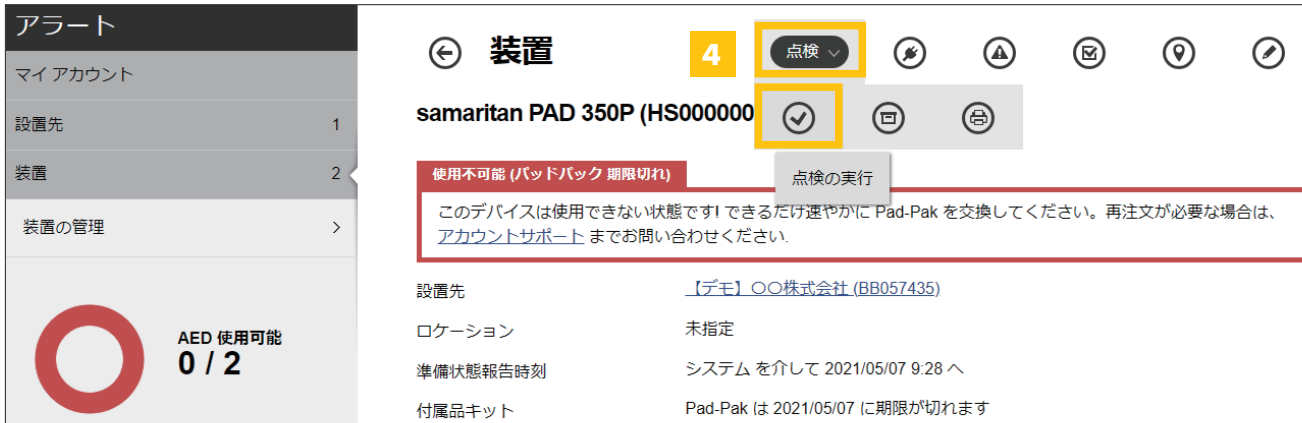 アラート
マイ アカウント
設置先 1
装置 2
装置の管理
AED 使用可能
0 / 2
装置
4
点検
samaritan PAD 350P (HS000000
点検の実行
使用不可能 (パッドパック 期限切れ)
このデバイスは使用できない状態です! できるだけ速やかに Pad-Pak を交換してください。再注文が必要な場合は、
アカウントサポート までお問い合わせください.
設置先 【デモ】〇〇株式会社 (BB057435)
ロケーション 未指定
準備状態報告時刻 システム を介して 2021/05/07 9:28 へ
付属品キット Pad-Pak は 2021/05/07 に期限が切れます